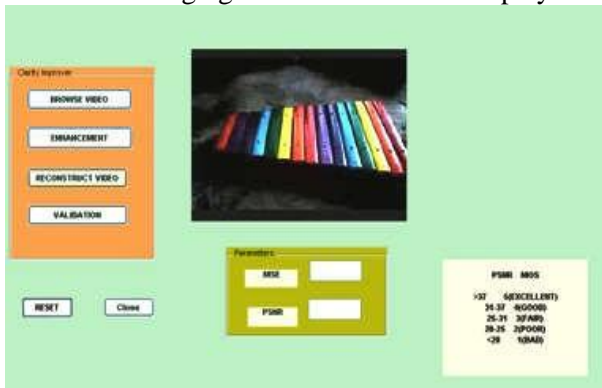 Clarity Improver
BROWSE VIDEO
ENHANCEMENT
RECONSTRUCT VIDEO
VALIDATION
RESET
Close
Parameters
MSE
PSNR
PSNR MOS
>37 5(EXCELLENT)
31-37 4(GOOD)
25-31 3(FAIR)
20-25 2(POOR)
<20 1(BAD)